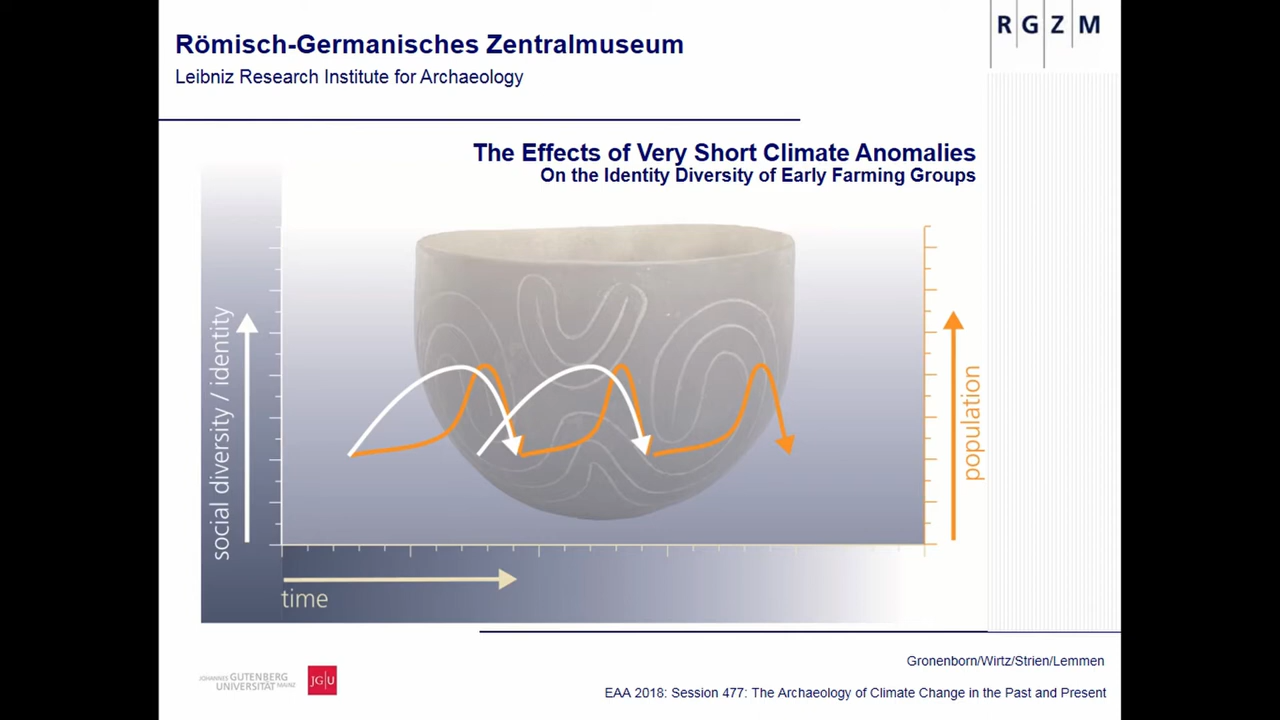 Römisch-Germanisches Zentralmuseum
Leibniz Research Institute for Archaeology
RGZM
The Effects of Very Short Climate Anomalies
On the Identity Diversity of Early Farming Groups
social diversity / identity
population
time
Gronenborn/Wirtz/Strien/Lemmen
JOHANNES GUTENBERG
UNIVERSITÄT MAINZ
JG|U
EAA 2018: Session 477: The Archaeology of Climate Change in the Past and Present